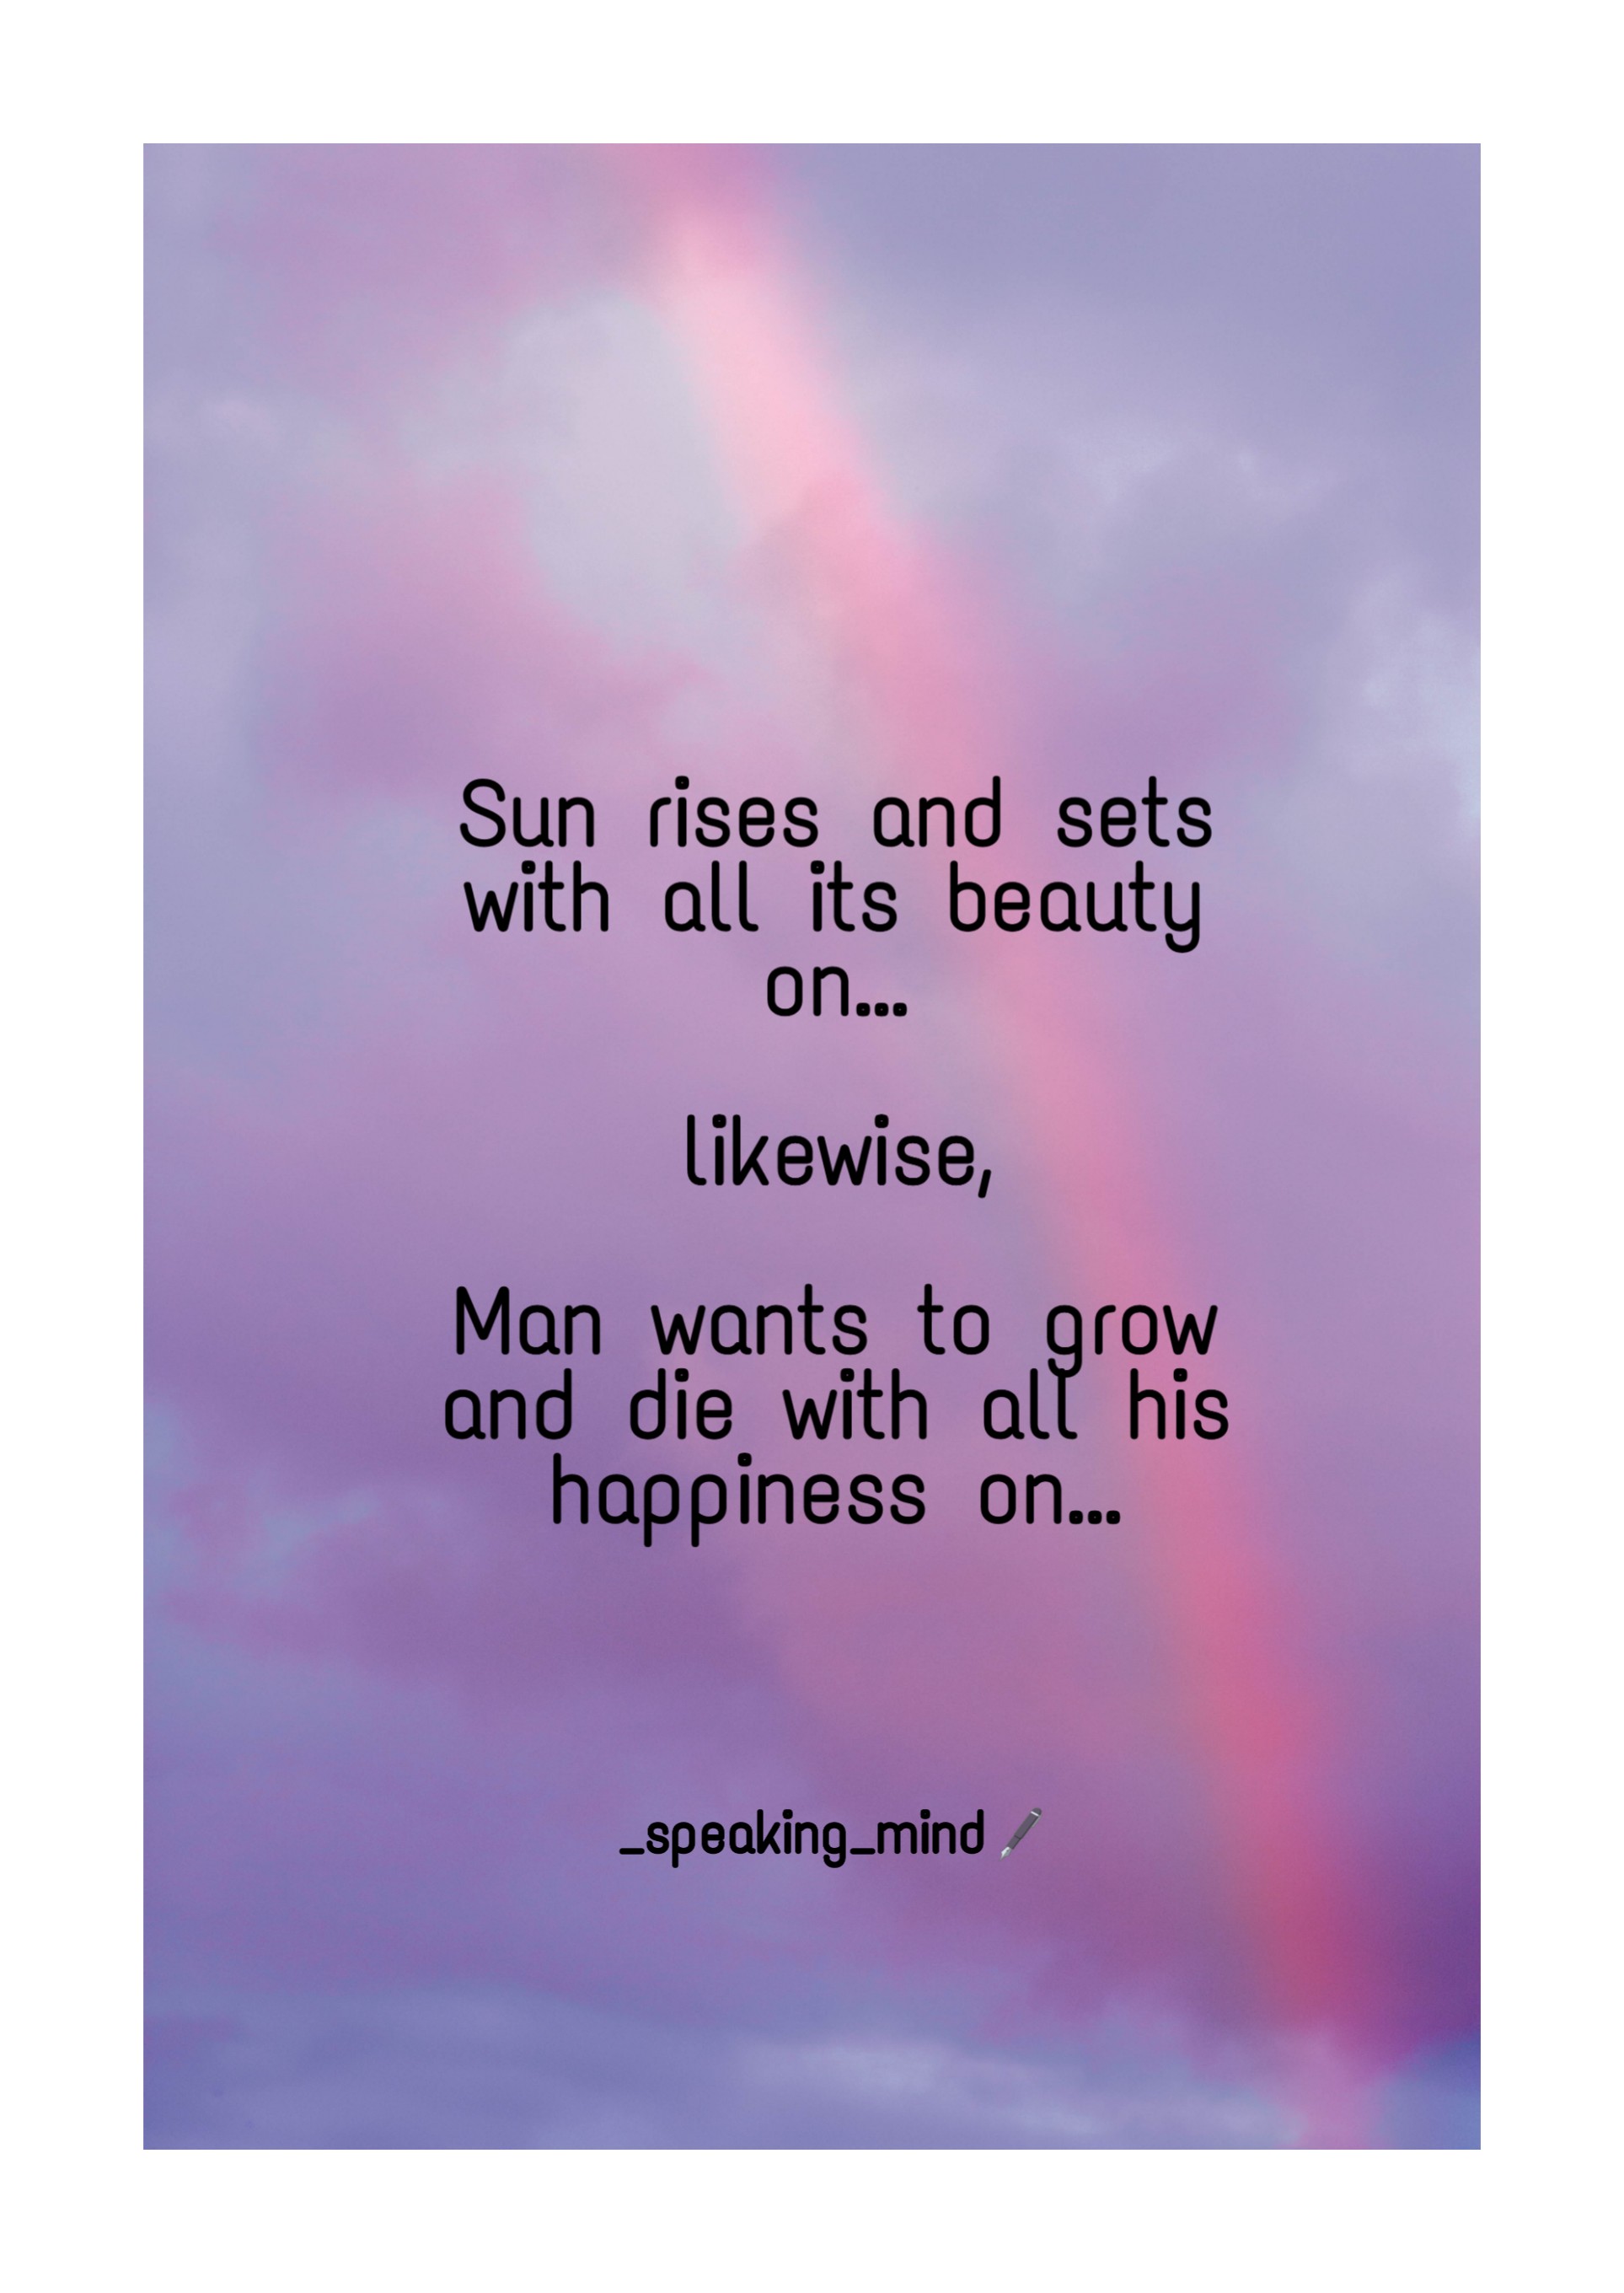 Sun rises and sets
with all its beauty
on...
likewise,
Man wants to grow
and die with all his
happiness on...
_speaking_mind